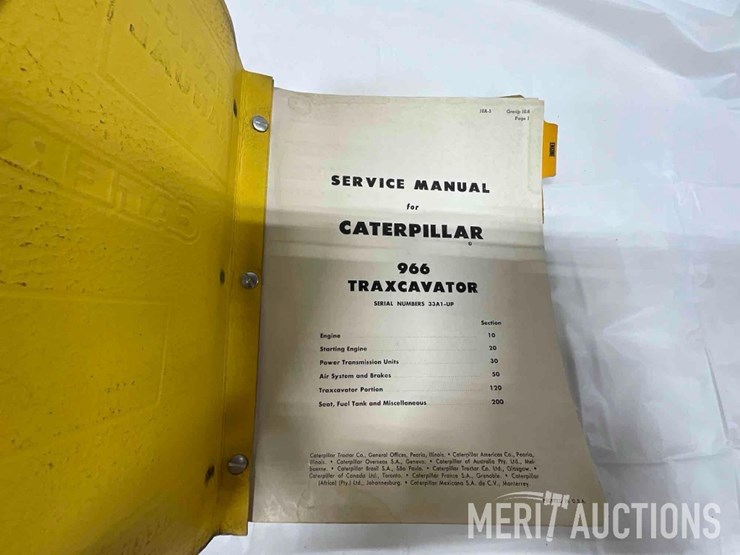 18A-5 Group 18A
Page 1
ENGINE
SERVICE MANUAL
for
CATERPILLAR
®
966
TRAXCAVATOR
SERIAL NUMBERS 33A1-UP
Section
Engine 10
Starting Engine 20
Power Transmission Units 30
Air System and Brakes 50
Traxcavator Portion 120
Seat, Fuel Tank and Miscellaneous 200
Caterpillar Tractor Co., General Offices, Peoria, Illinois. • Caterpillar Americas Co., Peoria,
Illinois. • Caterpillar Overseas S.A., Geneva. • Caterpillar of Australia Pty. Ltd., Mel-
bourne. • Caterpillar Brasil S.A., São Paulo. • Caterpillar Tractor Co. Ltd., Glasgow. •
Caterpillar of Canada Ltd., Toronto. • Caterpillar France S.A., Grenoble. • Caterpillar
(Africa) (Pty.) Ltd., Johannesburg. • Caterpillar Mexicana S.A. de C.V., Monterrey.
MERIT AUCTIONS